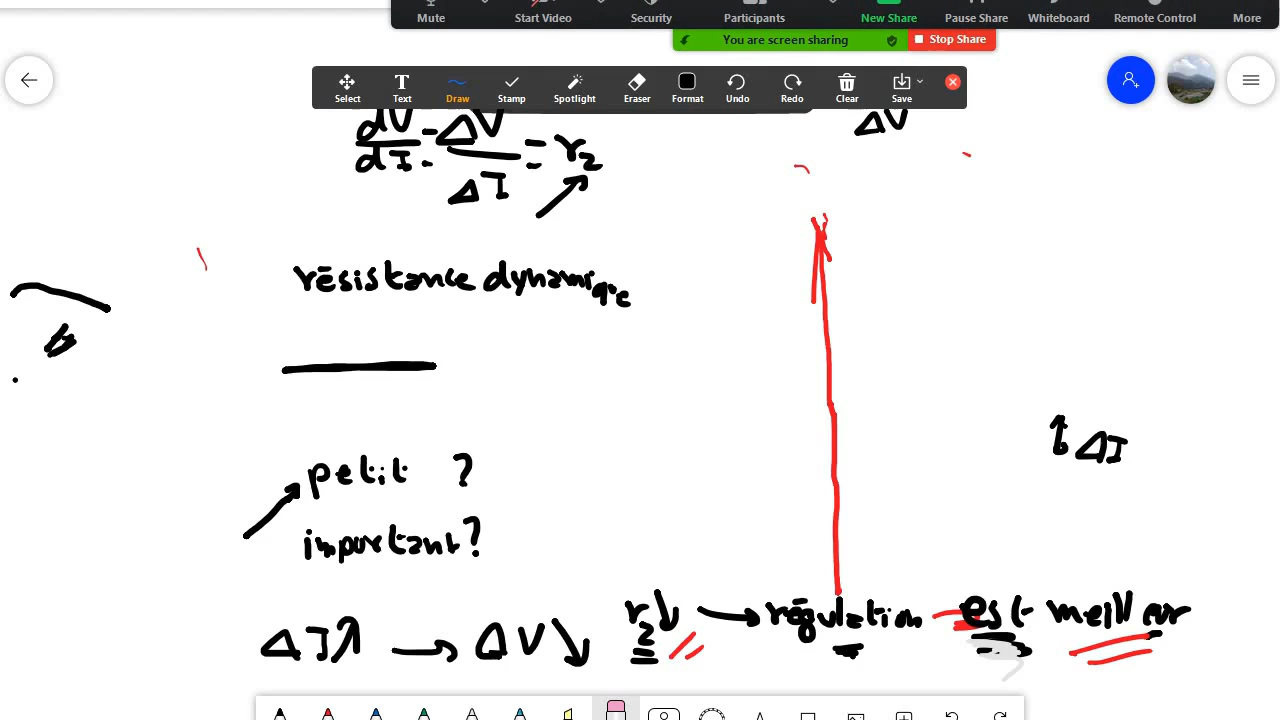 Mute Start Video Security Participants New Share Pause Share Whiteboard Remote Control More
You are screen sharing Stop Share
Select Text Draw Stamp Spotlight Eraser Format Undo Redo Clear Save
dV/dI = ΔV/ΔI = r2
ΔV
résistance dynamique
petit ?
ΔI
important ?
r2↓ → régulation est meilleur
ΔI↗ → ΔV↘